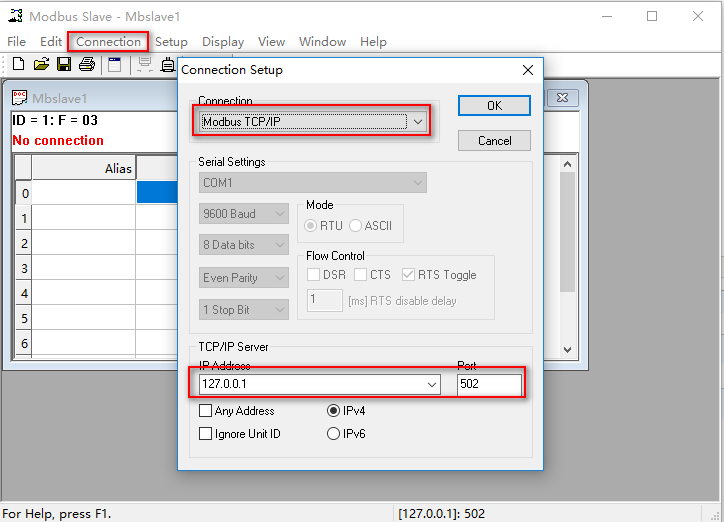 Modbus Slave - Mbslave1
File Edit Connection Setup Display View Window Help
Mbslave1
ID = 1: F = 03
No connection
Alias
0
1
2
3
4
5
6
Connection Setup
Connection
Modbus TCP/IP
OK
Cancel
Serial Settings
COM1
9600 Baud
8 Data bits
Even Parity
1 Stop Bit
Mode
RTU ASCII
Flow Control
DSR CTS RTS Toggle
1 [ms] RTS disable delay
TCP/IP Server
IP Address Port
127.0.0.1 502
Any Address IPv4
Ignore Unit ID IPv6
For Help, press F1. [127.0.0.1]: 502